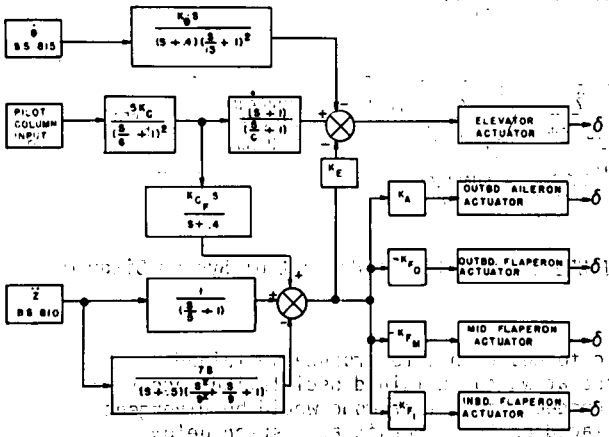 K_θ̇ S
(S + .4)(S/15 + 1)²
θ̇
BS 815
PILOT
COLUMN
INPUT
5K_C
(S/6 + 1)²
(S + 1)
(S/C + 1)
+
-
-
ELEVATOR
ACTUATOR
δ
K_E
K_CF S
S + .4
K_A
OUTBD AILERON
ACTUATOR
δ
-K_FO
OUTBD. FLAPERON
ACTUATOR
δ
Z̈
BS 810
1
(S/5 + 1)
+
+
-
-K_FM
MID FLAPERON
ACTUATOR
δ
7S
(S + .5)(S²/9² + S/9 + 1)
-K_FI
INBD. FLAPERON
ACTUATOR
δ